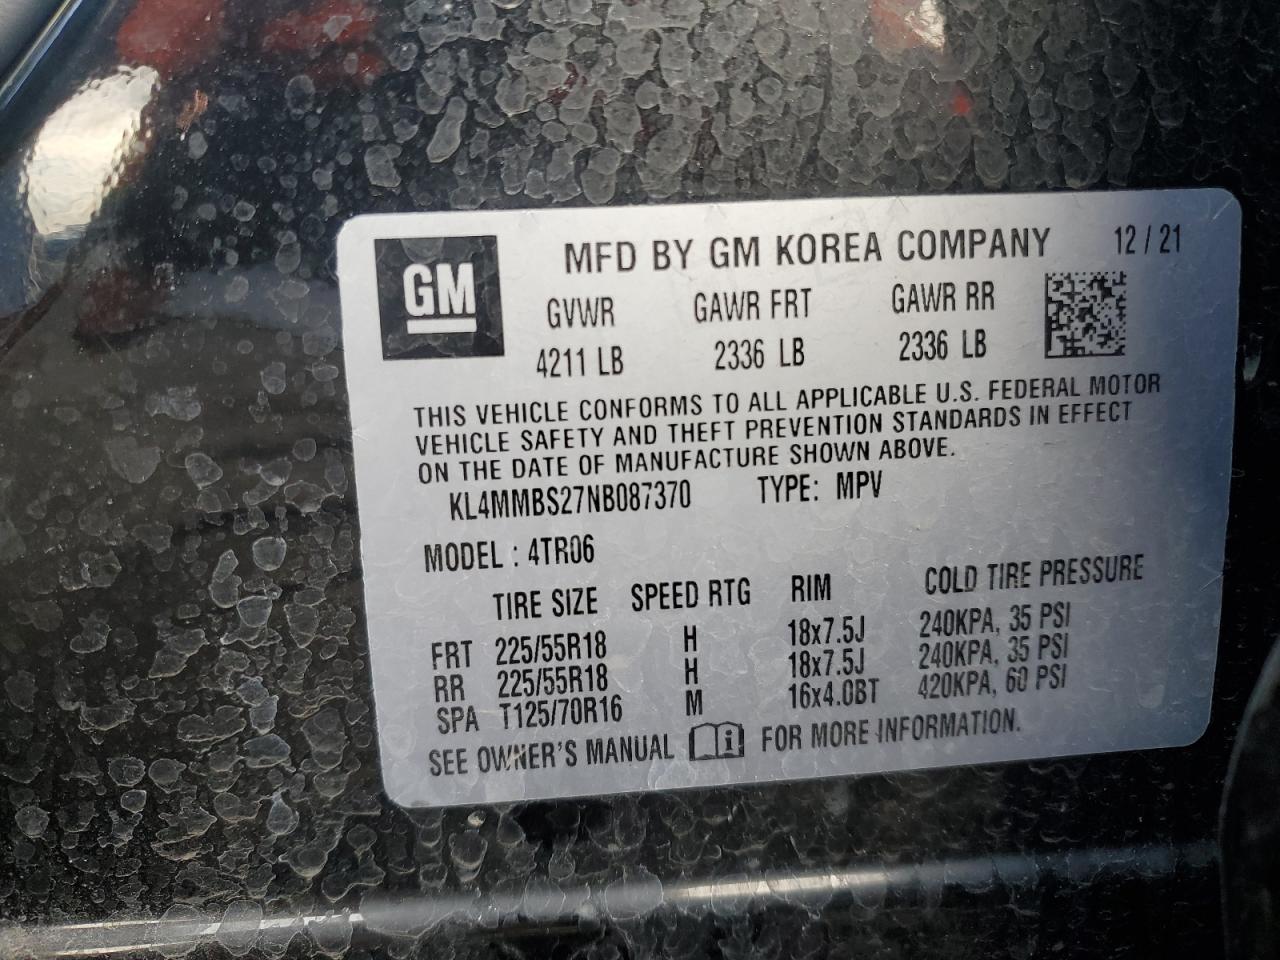 GM
MFD BY GM KOREA COMPANY 12 / 21
GVWR GAWR FRT GAWR RR
4211 LB 2336 LB 2336 LB
THIS VEHICLE CONFORMS TO ALL APPLICABLE U.S. FEDERAL MOTOR
VEHICLE SAFETY AND THEFT PREVENTION STANDARDS IN EFFECT
ON THE DATE OF MANUFACTURE SHOWN ABOVE.
KL4MMBS27NB087370 TYPE: MPV
MODEL : 4TR06
TIRE SIZE SPEED RTG RIM COLD TIRE PRESSURE
FRT 225/55R18 H 18x7.5J 240KPA, 35 PSI
RR 225/55R18 H 18x7.5J 240KPA, 35 PSI
SPA T125/70R16 M 16x4.0BT 420KPA, 60 PSI
SEE OWNER'S MANUAL i FOR MORE INFORMATION.